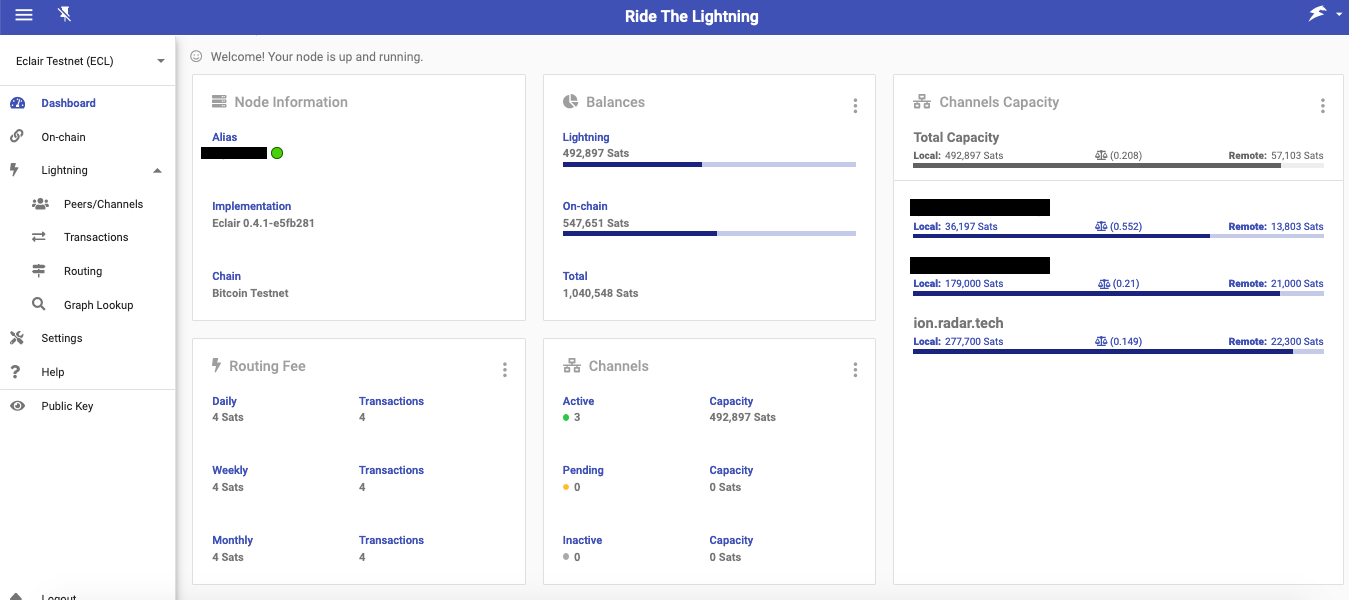 Ride The Lightning
Eclair Testnet (ECL)
Dashboard
On-chain
Lightning
Peers/Channels
Transactions
Routing
Graph Lookup
Settings
Help
Public Key
Logout
Welcome! Your node is up and running.
Node Information
Alias
Implementation
Eclair 0.4.1-e5fb281
Chain
Bitcoin Testnet
Balances
Lightning
492,897 Sats
On-chain
547,651 Sats
Total
1,040,548 Sats
Channels Capacity
Total Capacity
Local: 492,897 Sats (0.208) Remote: 57,103 Sats
Local: 36,197 Sats (0.552) Remote: 13,803 Sats
Local: 179,000 Sats (0.21) Remote: 21,000 Sats
ion.radar.tech
Local: 277,700 Sats (0.149) Remote: 22,300 Sats
Routing Fee
Daily Transactions
4 Sats 4
Weekly Transactions
4 Sats 4
Monthly Transactions
4 Sats 4
Channels
Active Capacity
3 492,897 Sats
Pending Capacity
0 0 Sats
Inactive Capacity
0 0 Sats